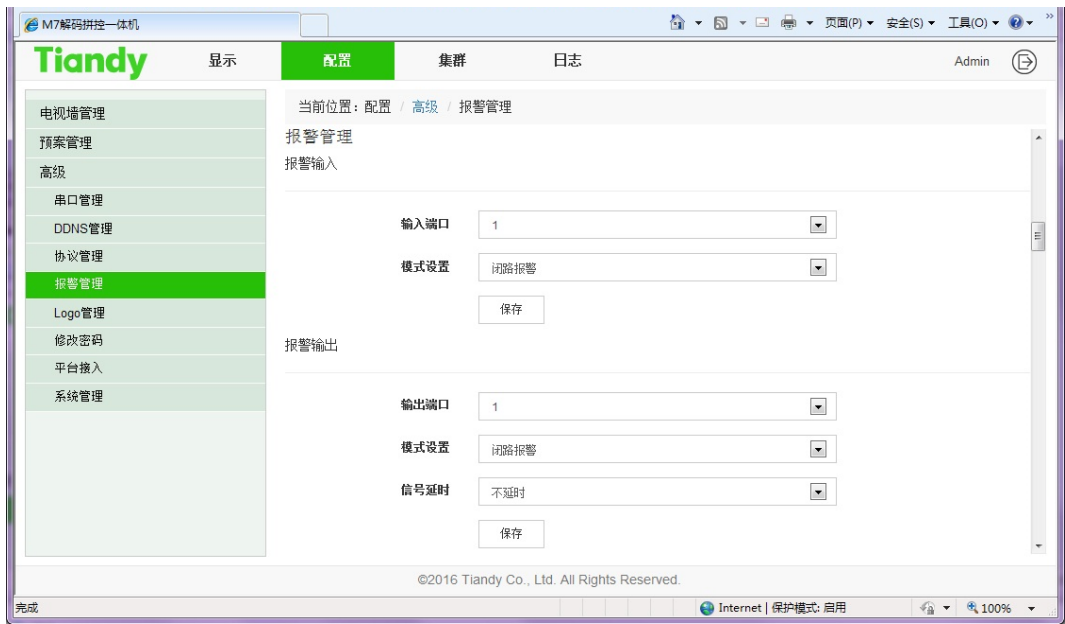 M7解码拼控一体机
页面(P) 安全(S) 工具(O)
Tiandy 显示 配置 集群 日志 Admin
当前位置：配置 / 高级 / 报警管理
电视墙管理
预案管理
高级
串口管理
DDNS管理
协议管理
报警管理
Logo管理
修改密码
平台接入
系统管理
报警管理
报警输入
输入端口 1
模式设置 闭路报警
保存
报警输出
输出端口 1
模式设置 闭路报警
信号延时 不延时
保存
©2016 Tiandy Co., Ltd. All Rights Reserved.
完成 Internet | 保护模式: 启用 100%